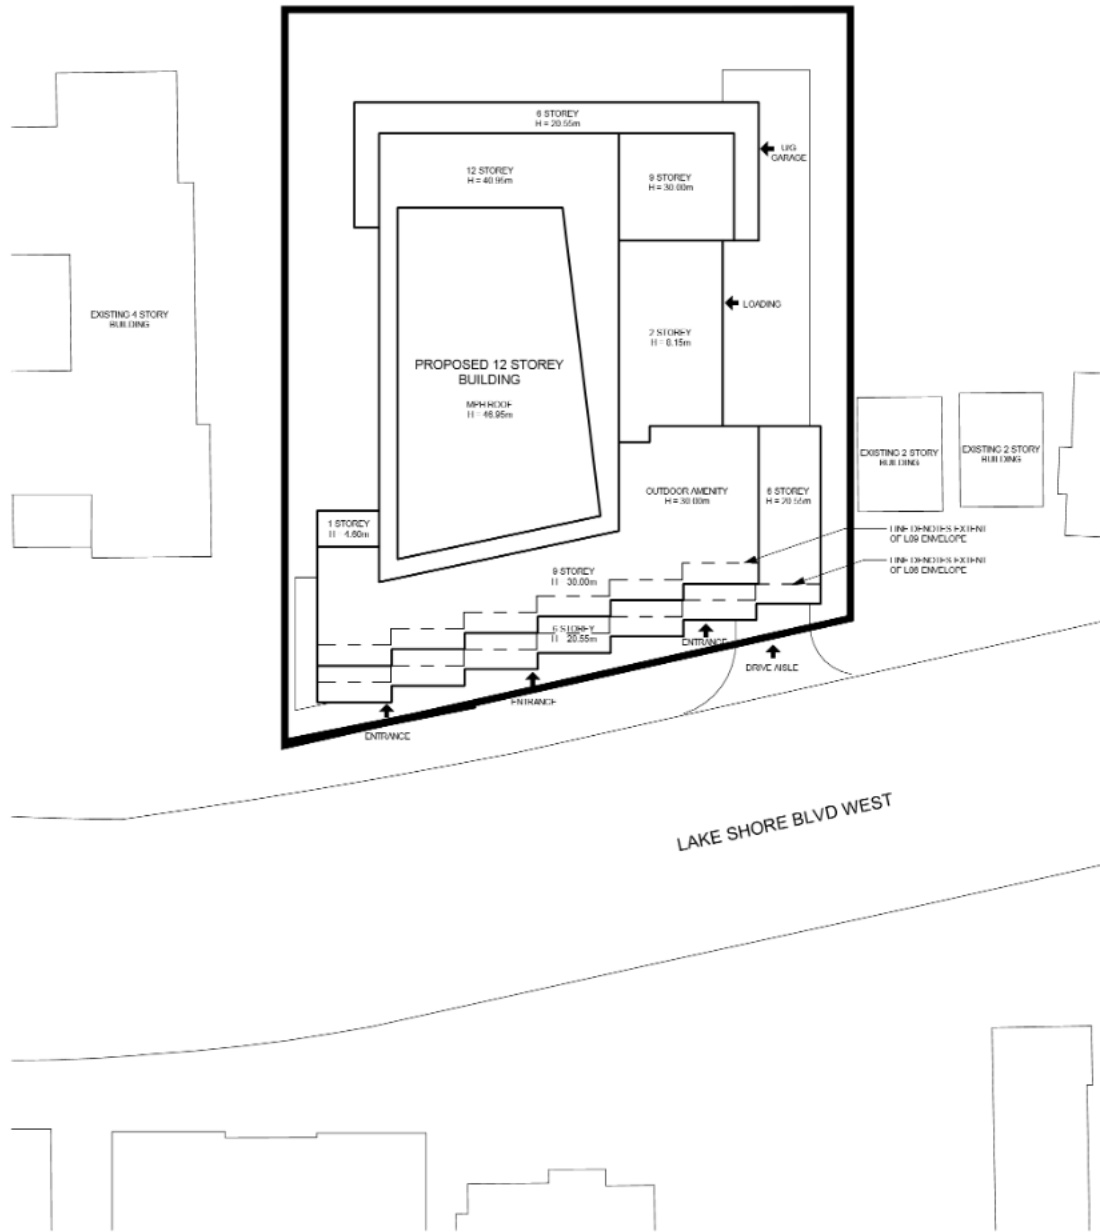 6 STOREY
H = 20.55m
U/G
GARAGE
12 STOREY
H = 40.95m
9 STOREY
H = 30.00m
LOADING
EXISTING 4 STORY
BUILDING
2 STOREY
H = 8.15m
PROPOSED 12 STOREY
BUILDING
MPH ROOF
H = 46.95m
EXISTING 2 STORY
BUILDING
EXISTING 2 STORY
BUILDING
OUTDOOR AMENITY
H = 30.00m
6 STOREY
H = 20.55m
1 STOREY
H 4.60m
LINE DENOTES EXTENT
OF L09 ENVELOPE
LINE DENOTES EXTENT
OF L06 ENVELOPE
9 STOREY
H 30.00m
6 STOREY
H 20.55m
ENTRANCE
DRIVE AISLE
ENTRANCE
ENTRANCE
LAKE SHORE BLVD WEST